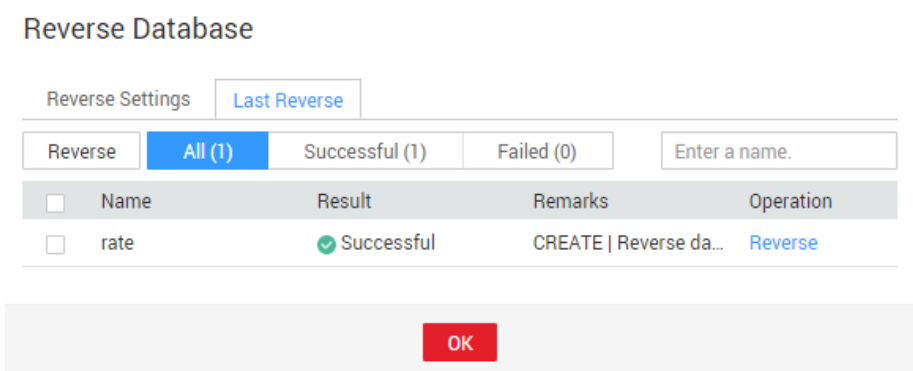 Reverse Database
Reverse Settings Last Reverse
Reverse All (1) Successful (1) Failed (0) Enter a name.
Name Result Remarks Operation
rate Successful CREATE | Reverse da... Reverse
OK